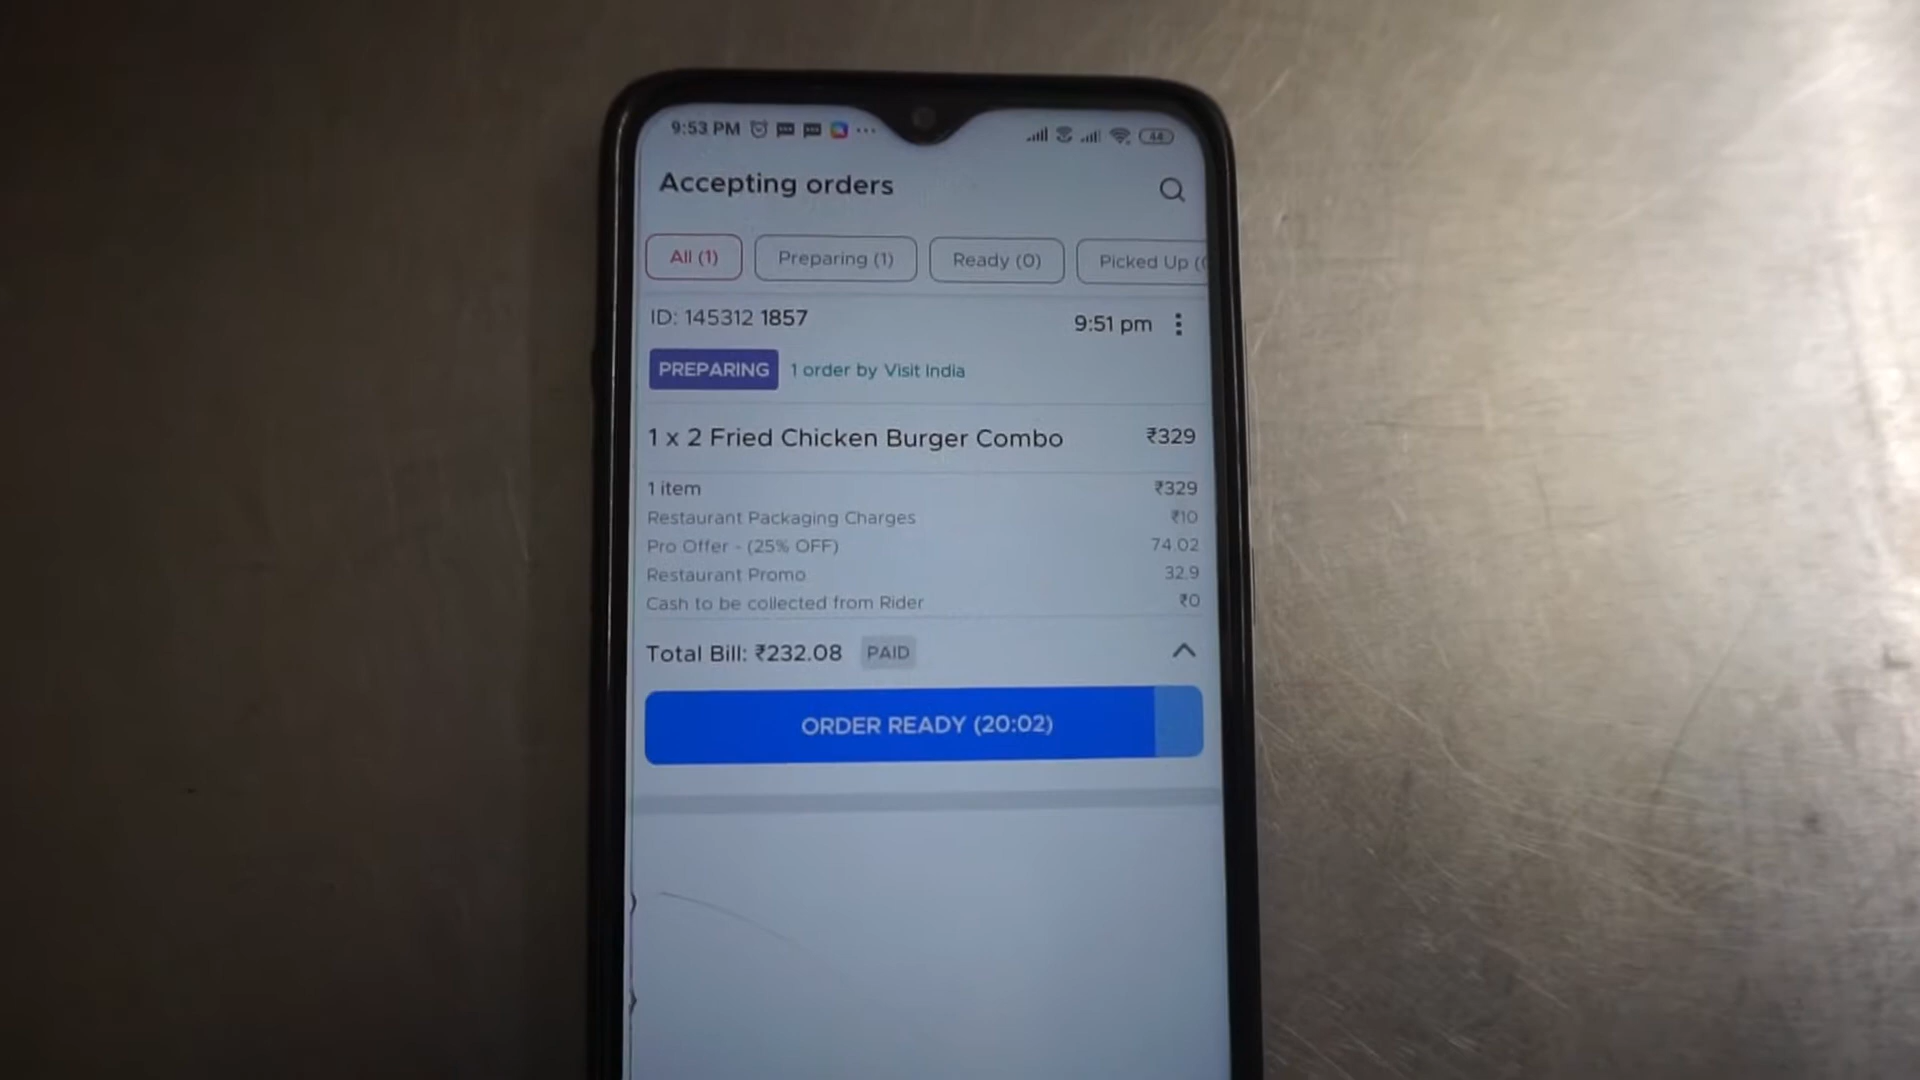 9:53 PM 44
Accepting orders
All (1) Preparing (1) Ready (0) Picked Up (
ID: 145312 1857 9:51 pm
PREPARING 1 order by Visit India
1 x 2 Fried Chicken Burger Combo ₹329
1 item ₹329
Restaurant Packaging Charges ₹10
Pro Offer - (25% OFF) 74.02
Restaurant Promo 32.9
Cash to be collected from Rider ₹0
Total Bill: ₹232.08 PAID
ORDER READY (20:02)